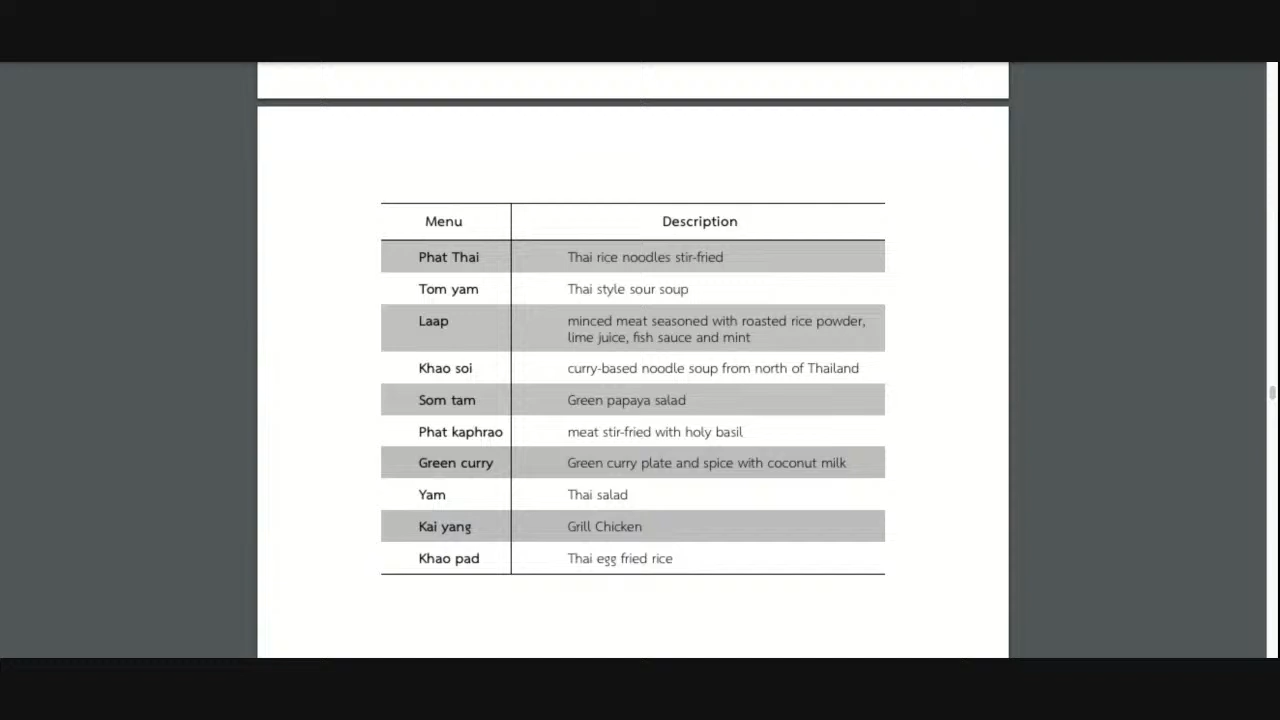 Menu Description
Phat Thai Thai rice noodles stir-fried
Tom yam Thai style sour soup
Laap minced meat seasoned with roasted rice powder,
lime juice, fish sauce and mint
Khao soi curry-based noodle soup from north of Thailand
Som tam Green papaya salad
Phat kaphrao meat stir-fried with holy basil
Green curry Green curry plate and spice with coconut milk
Yam Thai salad
Kai yang Grill Chicken
Khao pad Thai egg fried rice